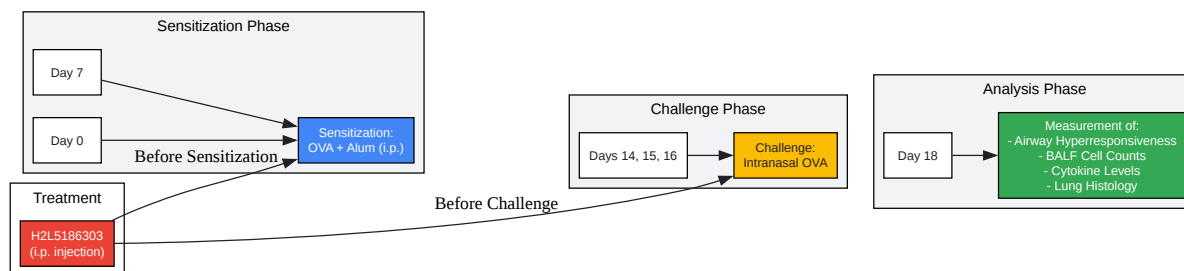 Sensitization Phase
Day 7
Day 0
Sensitization:
OVA + Alum (i.p.)
Before Sensitization
Treatment
H2L5186303
(i.p. injection)
Before Challenge
Challenge Phase
Days 14, 15, 16
Challenge:
Intranasal OVA
Analysis Phase
Day 18
Measurement of:
- Airway Hyperresponsiveness
- BALF Cell Counts
- Cytokine Levels
- Lung Histology